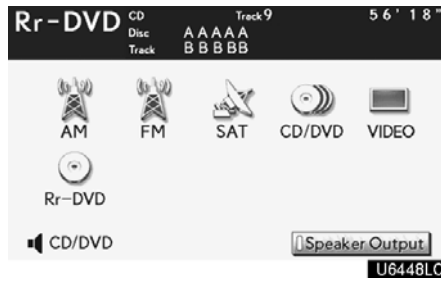 Rr-DVD CD Track 9 56' 18"
Disc AAAAA
Track BBBBB
AM FM SAT CD/DVD VIDEO
Rr-DVD
CD/DVD Speaker Output
U6448LC